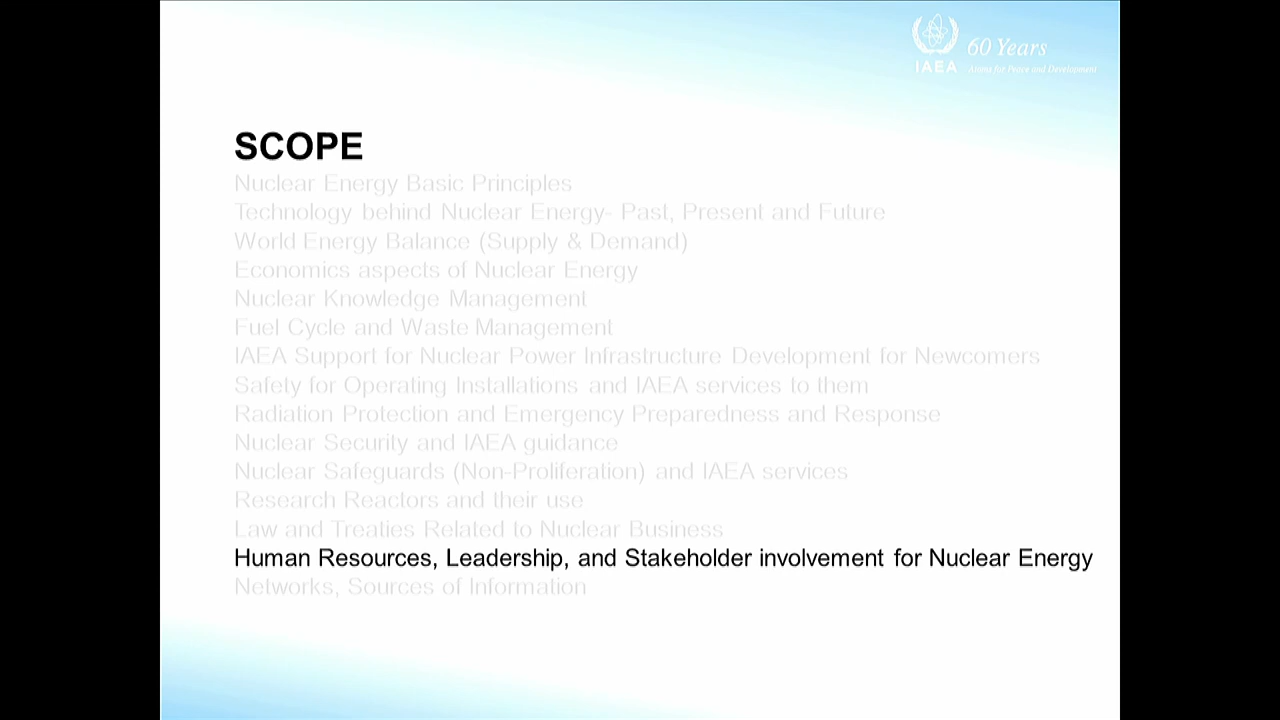 60 Years
IAEA Atoms for Peace and Development
SCOPE
Nuclear Energy Basic Principles
Technology behind Nuclear Energy- Past, Present and Future
World Energy Balance (Supply & Demand)
Economics aspects of Nuclear Energy
Nuclear Knowledge Management
Fuel Cycle and Waste Management
IAEA Support for Nuclear Power Infrastructure Development for Newcomers
Safety for Operating Installations and IAEA services to them
Radiation Protection and Emergency Preparedness and Response
Nuclear Security and IAEA guidance
Nuclear Safeguards (Non-Proliferation) and IAEA services
Research Reactors and their use
Law and Treaties Related to Nuclear Business
Human Resources, Leadership, and Stakeholder involvement for Nuclear Energy
Networks, Sources of Information